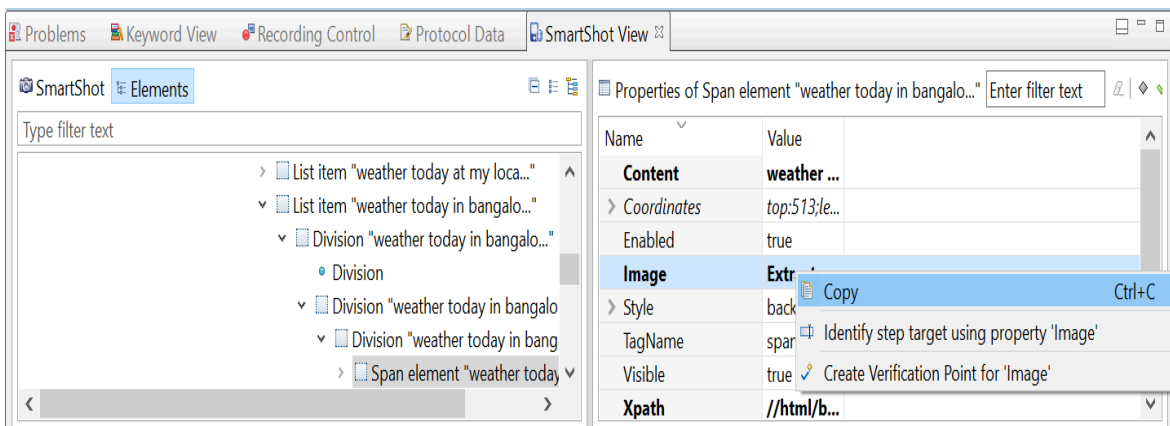 Problems Keyword View Recording Control Protocol Data SmartShot View
SmartShot Elements
Type filter text
List item "weather today at my loca..."
List item "weather today in bangalo..."
Division "weather today in bangalo..."
Division
Division "weather today in bangalo
Division "weather today in bang
Span element "weather today
Properties of Span element "weather today in bangalo..." Enter filter text
Name Value
Content weather ...
Coordinates top:513;le...
Enabled true
Image
Style back
TagName span
Visible true
Xpath //html/b...
Copy Ctrl+C
Identify step target using property 'Image'
Create Verification Point for 'Image'